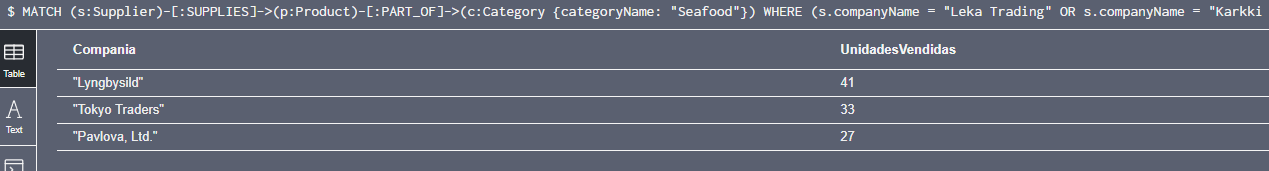 $ MATCH (s:Supplier)-[:SUPPLIES]->(p:Product)-[:PART_OF]->(c:Category {categoryName: "Seafood"}) WHERE (s.companyName = "Leka Trading" OR s.companyName = "Karkki
Table
Compania UnidadesVendidas
"Lyngbysild" 41
"Tokyo Traders" 33
"Pavlova, Ltd." 27
A
Text